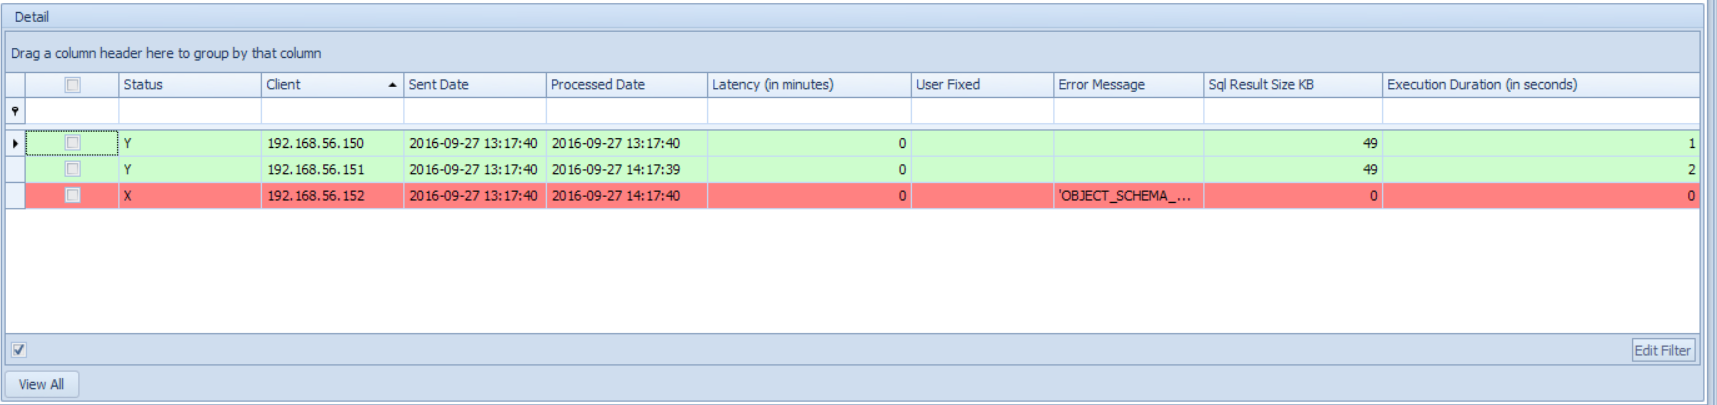 Detail
Drag a column header here to group by that column
Status Client Sent Date Processed Date Latency (in minutes) User Fixed Error Message Sql Result Size KB Execution Duration (in seconds)
Y 192.168.56.150 2016-09-27 13:17:40 2016-09-27 13:17:40 0 49 1
Y 192.168.56.151 2016-09-27 13:17:40 2016-09-27 14:17:39 0 49 2
X 192.168.56.152 2016-09-27 13:17:40 2016-09-27 14:17:40 0 'OBJECT_SCHEMA_... 0 0
Edit Filter
View All